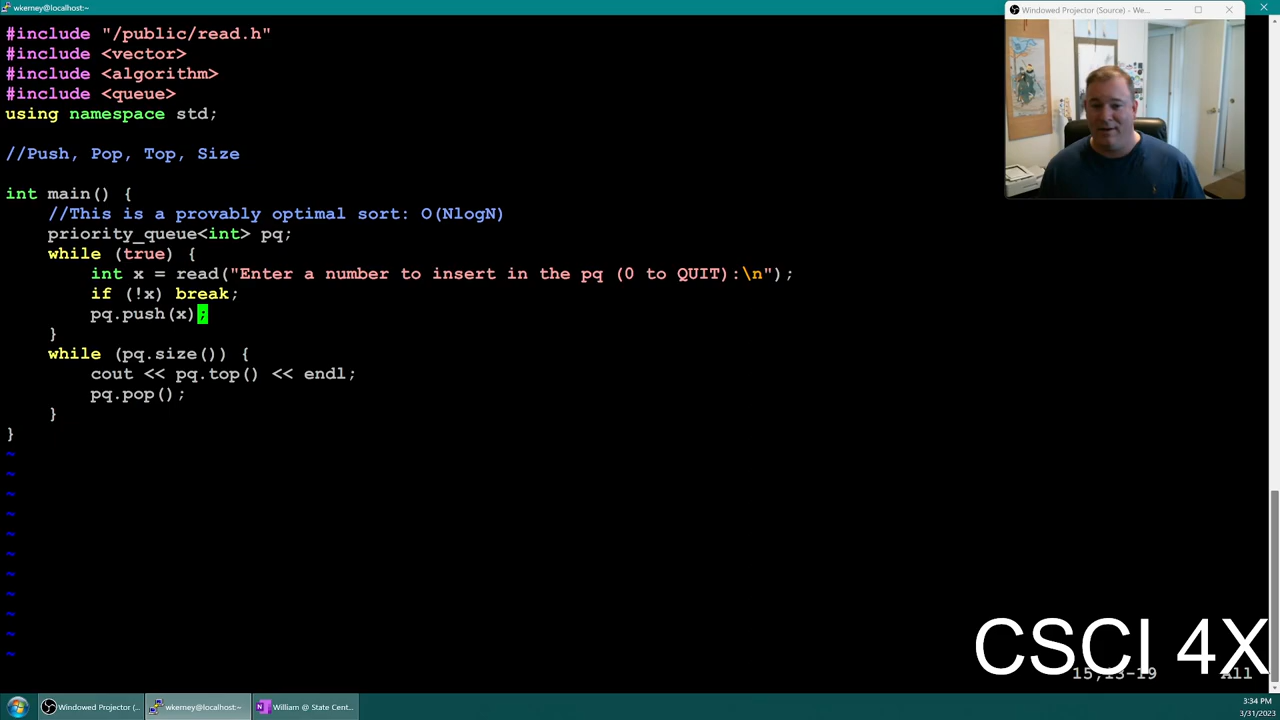 wkerney@localhost:~
Windowed Projector (Source) - We...
#include "/public/read.h"
#include <vector>
#include <algorithm>
#include <queue>
using namespace std;
//Push, Pop, Top, Size
int main() {
//This is a provably optimal sort: O(NlogN)
priority_queue<int> pq;
while (true) {
int x = read("Enter a number to insert in the pq (0 to QUIT):\n");
if (!x) break;
pq.push(x);
}
while (pq.size()) {
cout << pq.top() << endl;
pq.pop();
}
}
~
~
~
~
~
~
~
~
~
~
~
CSCI 4X
15,13-19 All
Windowed Projector (...
wkerney@localhost:~
William @ State Cent...
3:34 PM
3/31/2023